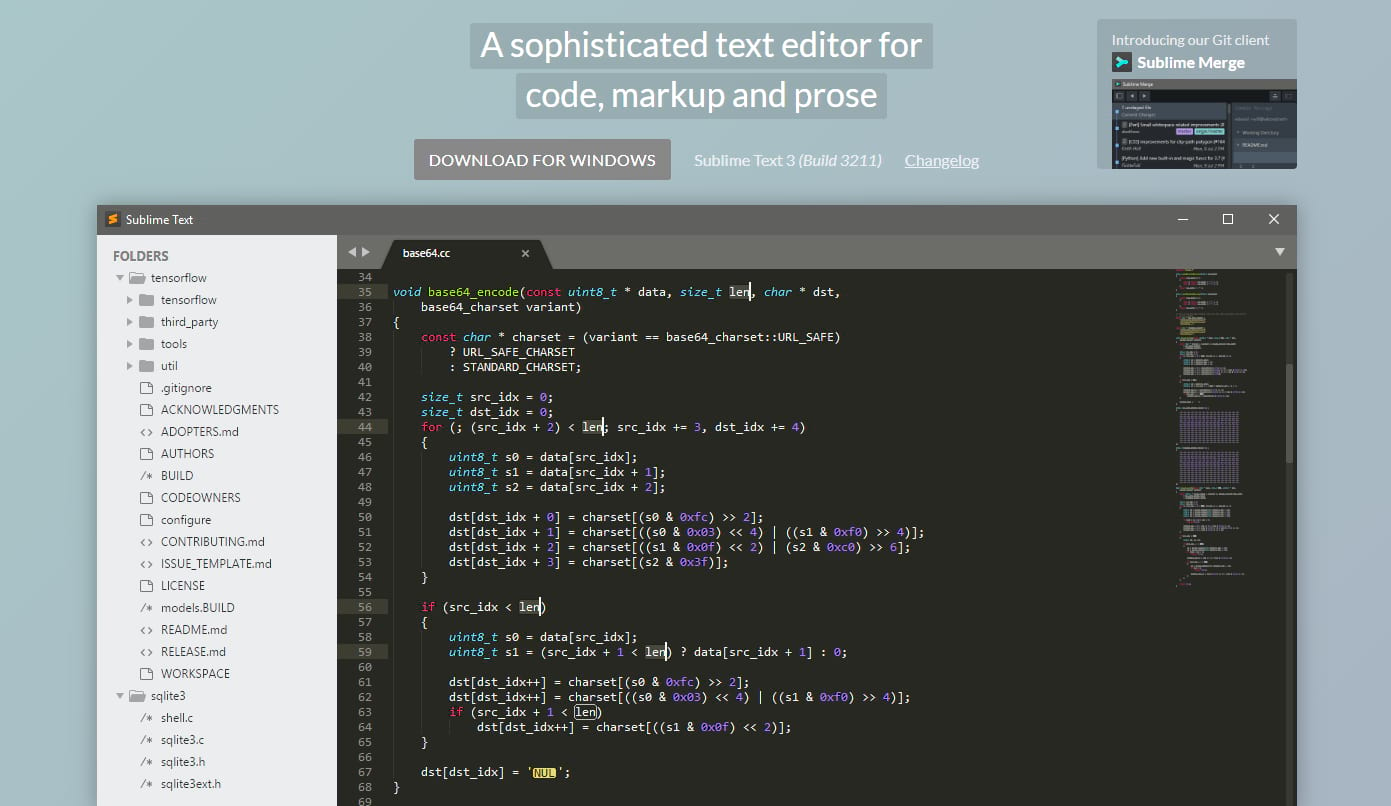 A sophisticated text editor for
code, markup and prose
DOWNLOAD FOR WINDOWS
Sublime Text 3 (Build 3211)
Changelog
Introducing our Git client
Sublime Merge
Sublime Merge
Sublime Text
FOLDERS
tensorflow
tensorflow
third_party
tools
util
.gitignore
ACKNOWLEDGMENTS
<> ADOPTERS.md
AUTHORS
/* BUILD
CODEOWNERS
configure
<> CONTRIBUTING.md
<> ISSUE_TEMPLATE.md
LICENSE
/* models.BUILD
<> README.md
<> RELEASE.md
WORKSPACE
sqlite3
/* shell.c
/* sqlite3.c
/* sqlite3.h
/* sqlite3ext.h
base64.cc
34
35 void base64_encode(const uint8_t * data, size_t len, char * dst,
36 base64_charset variant)
37 {
38 const char * charset = (variant == base64_charset::URL_SAFE)
39 ? URL_SAFE_CHARSET
40 : STANDARD_CHARSET;
41
42 size_t src_idx = 0;
43 size_t dst_idx = 0;
44 for (; (src_idx + 2) < len; src_idx += 3, dst_idx += 4)
45 {
46 uint8_t s0 = data[src_idx];
47 uint8_t s1 = data[src_idx + 1];
48 uint8_t s2 = data[src_idx + 2];
49
50 dst[dst_idx + 0] = charset[(s0 & 0xfc) >> 2];
51 dst[dst_idx + 1] = charset[((s0 & 0x03) << 4) | ((s1 & 0xf0) >> 4)];
52 dst[dst_idx + 2] = charset[((s1 & 0x0f) << 2) | (s2 & 0xc0) >> 6];
53 dst[dst_idx + 3] = charset[(s2 & 0x3f)];
54 }
55
56 if (src_idx < len)
57 {
58 uint8_t s0 = data[src_idx];
59 uint8_t s1 = (src_idx + 1 < len) ? data[src_idx + 1] : 0;
60
61 dst[dst_idx++] = charset[(s0 & 0xfc) >> 2];
62 dst[dst_idx++] = charset[((s0 & 0x03) << 4) | ((s1 & 0xf0) >> 4)];
63 if (src_idx + 1 < len)
64 dst[dst_idx++] = charset[((s1 & 0x0f) << 2)];
65 }
66
67 dst[dst_idx] = 'NUL';
68 }
69